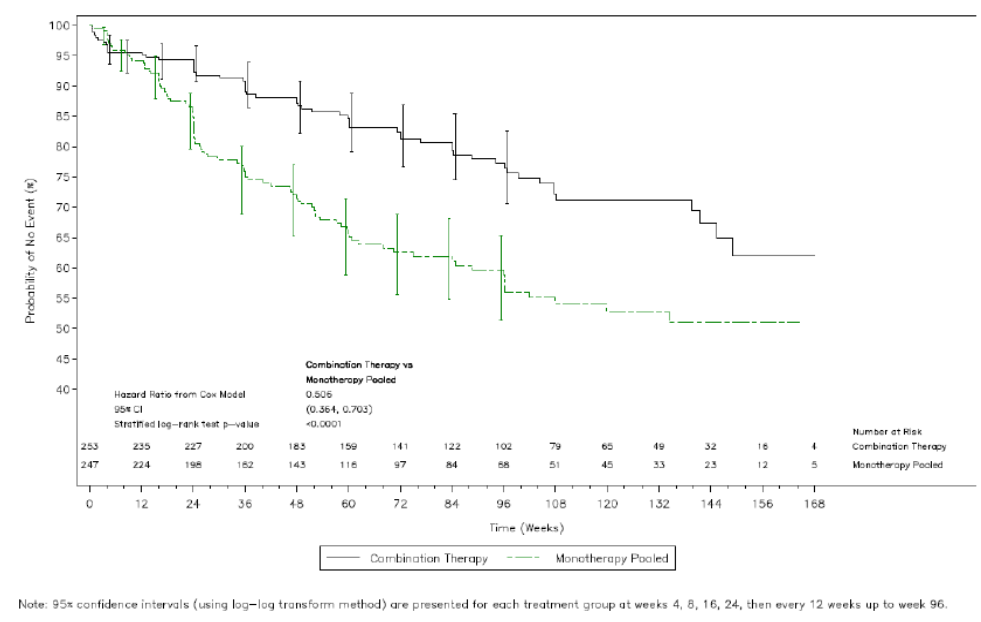 100
95
90
85
80
75
70
65
60
55
50
45
40
Probability of No Event (%)
Combination Therapy vs
Monotherapy Pooled
Hazard Ratio from Cox Model 0.506
95% CI (0.364, 0.703)
Stratified log-rank test p-value <0.0001
Number at Risk
253 235 227 200 183 159 141 122 102 79 65 49 32 16 4 Combination Therapy
247 224 198 162 143 116 97 84 68 51 45 33 23 12 5 Monotherapy Pooled
0 12 24 36 48 60 72 84 96 108 120 132 144 156 168
Time (Weeks)
Combination Therapy Monotherapy Pooled
Note: 95% confidence intervals (using log-log transform method) are presented for each treatment group at weeks 4, 8, 16, 24, then every 12 weeks up to week 96.